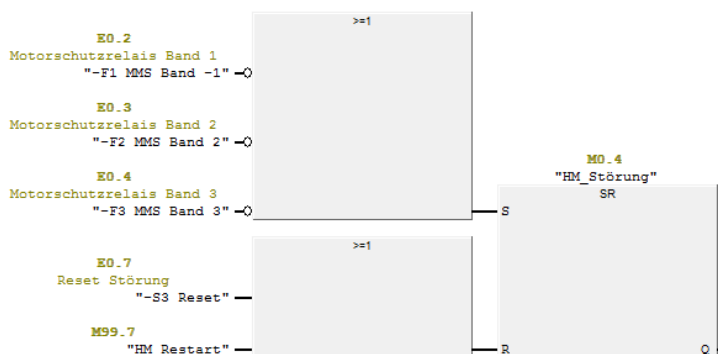 >=1
E0.2
Motorschutzrelais Band 1
"-F1 MMS Band -1"
E0.3
Motorschutzrelais Band 2
"-F2 MMS Band 2"
E0.4
Motorschutzrelais Band 3
"-F3 MMS Band 3"
M0.4
"HM_Störung"
SR
S
>=1
E0.7
Reset Störung
"-S3 Reset"
M99.7
"HM Restart"
R
Q